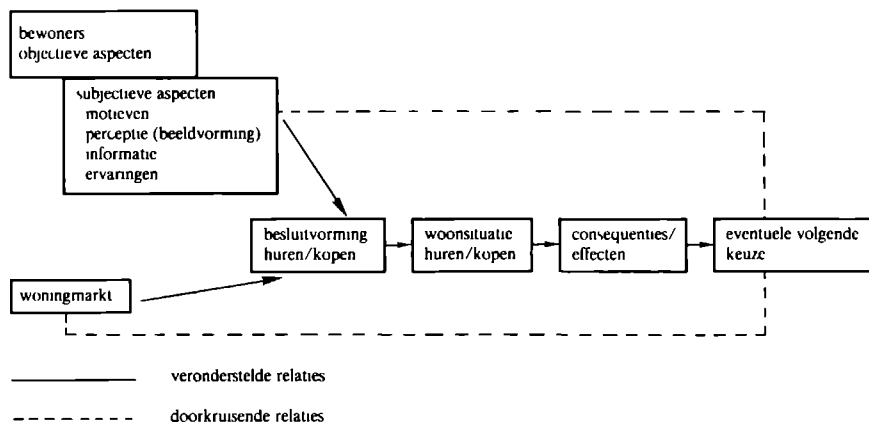 bewoners
objectieve aspecten
subjectieve aspecten
motieven
perceptie (beeldvorming)
informatie
ervaringen
besluitvorming
huren/kopen
woonsituatie
huren/kopen
consequenties/
effecten
eventuele volgende
keuze
woningmarkt
veronderstelde relaties
doorkruisende relaties